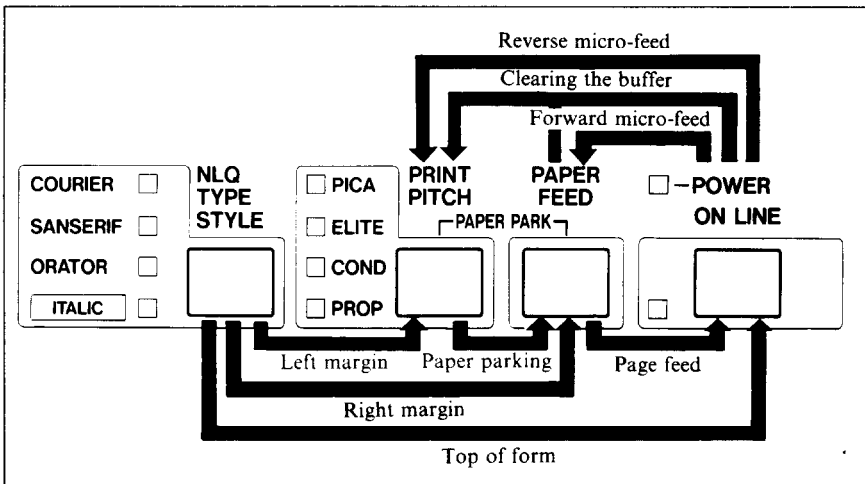 Reverse micro-feed
Clearing the buffer
Forward micro-feed
COURIER
SANSERIF
ORATOR
ITALIC
NLQ
TYPE
STYLE
PICA
ELITE
COND
PROP
PRINT
PITCH
PAPER
FEED
PAPER PARK
POWER
ON LINE
Left margin
Paper parking
Page feed
Right margin
Top of form